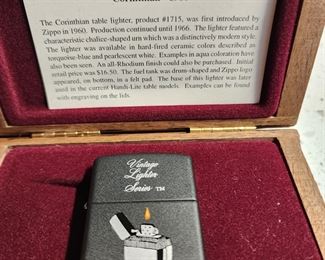 The Corinthian table lighter, product #1715, was first introduced by
Zippo in 1960. Production continued until 1966. The lighter featured a
characteristic chalice-shaped urn which was a distinctively modern style.
The lighter was available in hard-fired ceramic colors described as
turquoise-blue and pearlescent white. Examples in aqua coloration have
also been seen. An all-Rhodium finish could also be purchased. Initial
retail price was $16.50. The fuel tank was drum-shaped and Zippo logo
appeared, on bottom, in a felt pad. The base of this lighter was later
used in the current Hands-Lite table models. Examples can be found
with engraving on the lids.
Vintage
Lighter
Series ™